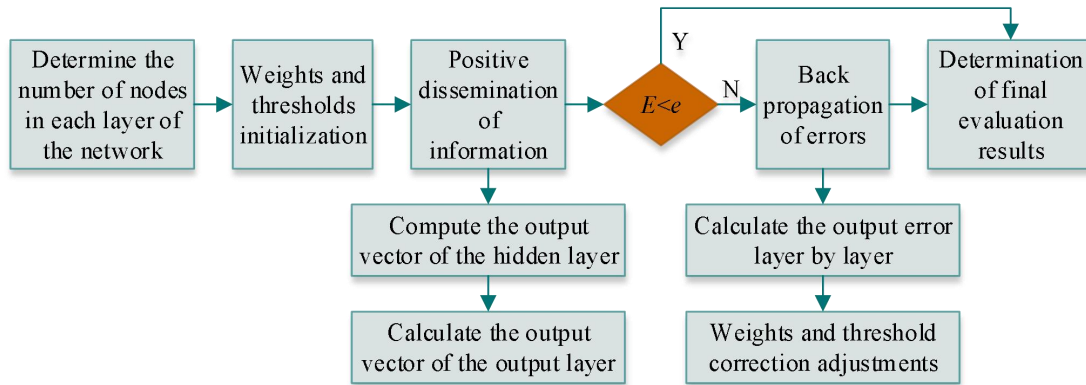 Determine the
number of nodes
in each layer of
the network
Weights and
thresholds
initialization
Positive
dissemination
of
information
E<e
Y
N
Back
propagation
of errors
Determination
of final
evaluation
results
Compute the output
vector of the hidden layer
Calculate the output
vector of the output layer
Calculate the output error
layer by layer
Weights and threshold
correction adjustments